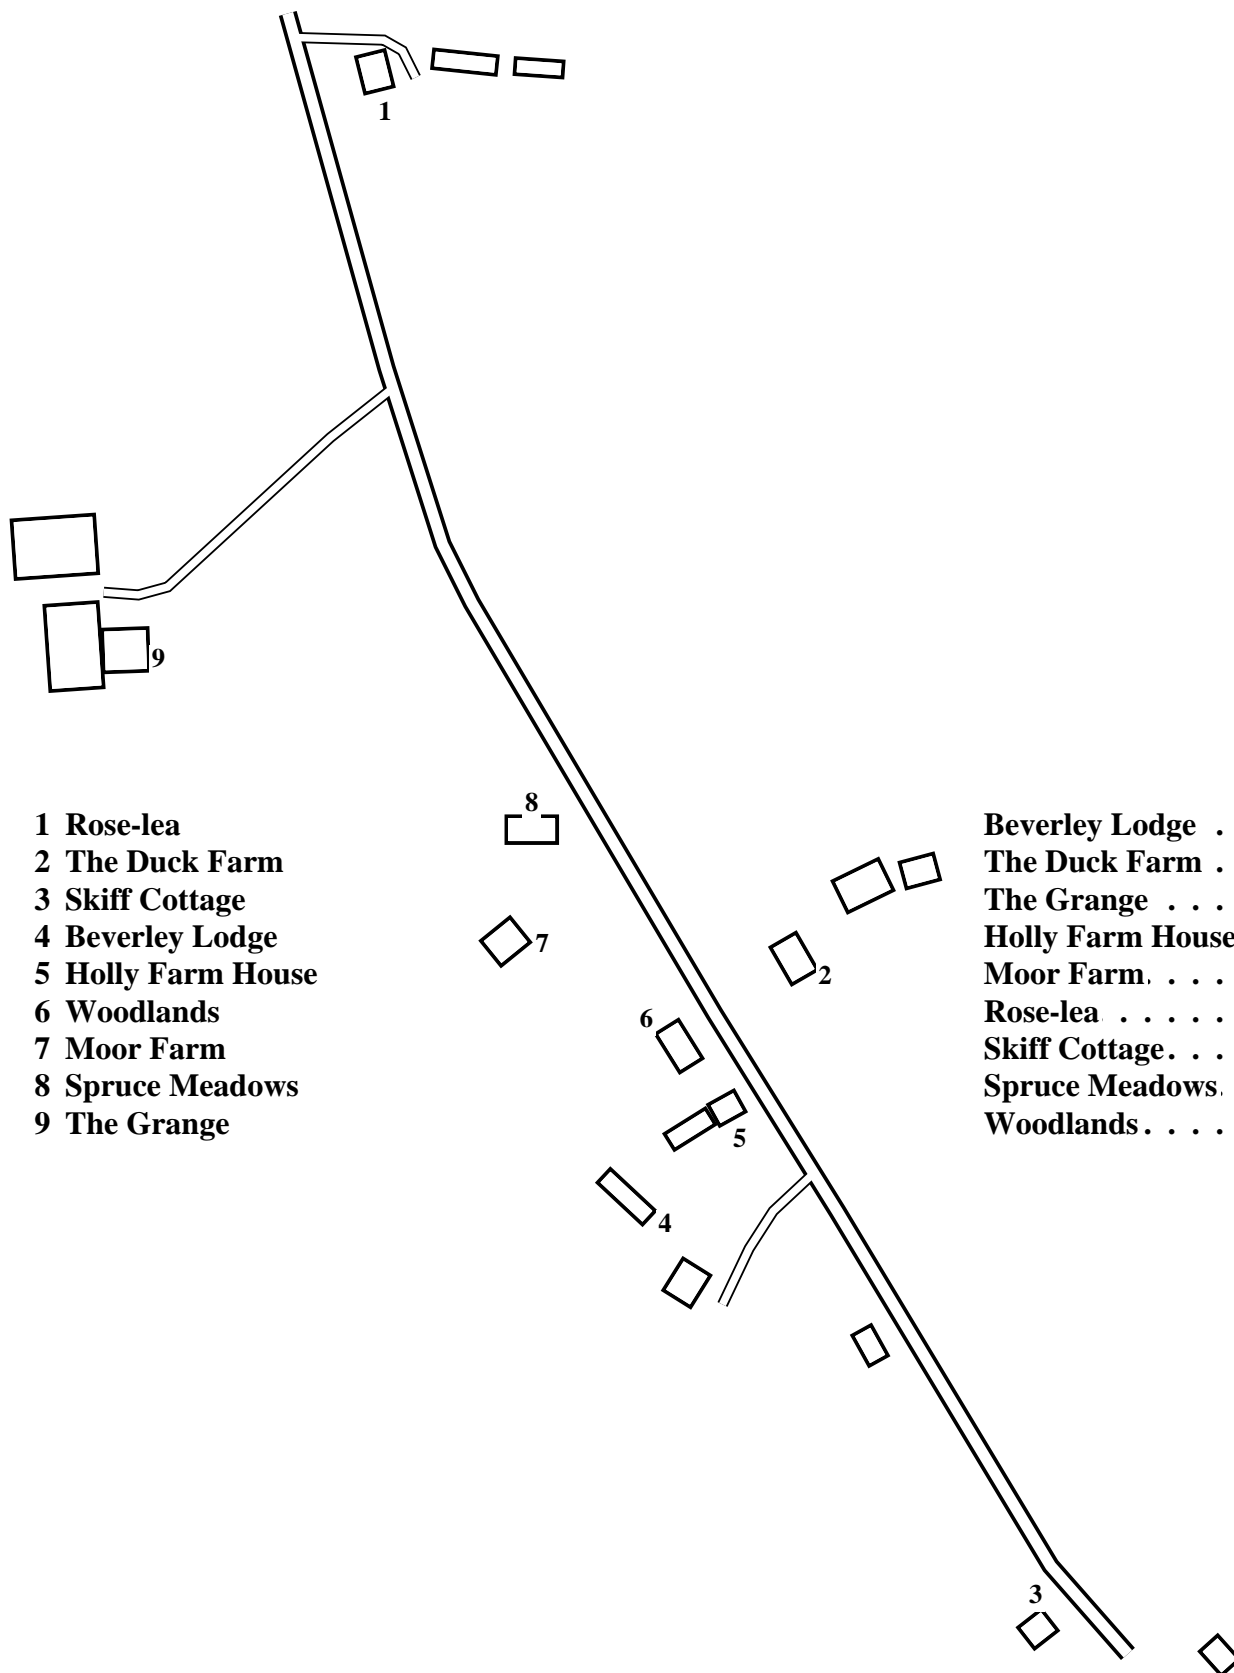 1
9
8
1 Rose-lea
2 The Duck Farm
3 Skiff Cottage
4 Beverley Lodge
5 Holly Farm House
6 Woodlands
7 Moor Farm
8 Spruce Meadows
9 The Grange
Beverley Lodge .
The Duck Farm .
The Grange . . .
Holly Farm House
Moor Farm. . . .
Rose-lea . . . . . .
Skiff Cottage. . .
Spruce Meadows.
Woodlands . . . .
7
2
6
5
4
3